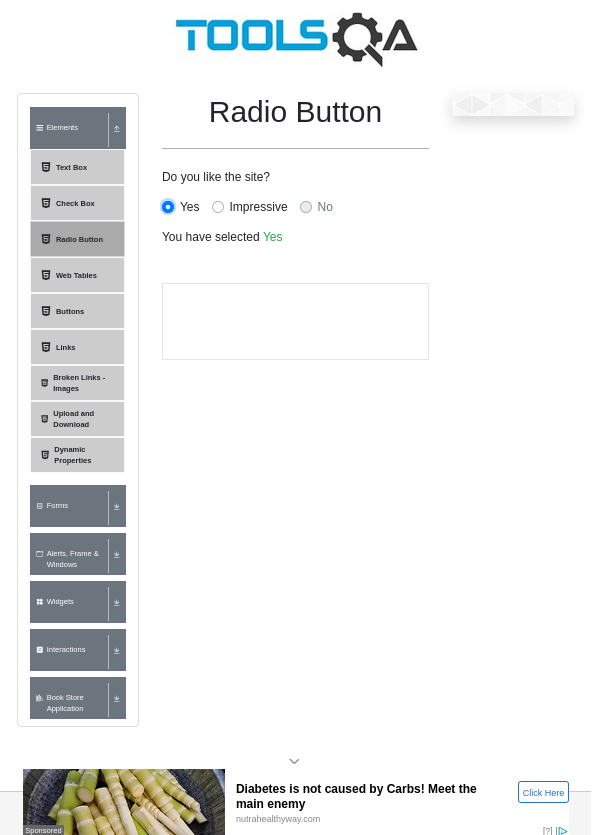 TOOLSQA
Elements
Text Box
Check Box
Radio Button
Web Tables
Buttons
Links
Broken Links -
Images
Upload and
Download
Dynamic
Properties
Forms
Alerts, Frame &
Windows
Widgets
Interactions
Book Store
Application
Radio Button
Do you like the site?
Yes
Impressive
No
You have selected Yes
Sponsored
Diabetes is not caused by Carbs! Meet the
main enemy
nutrahealthyway.com
Click Here
[?]